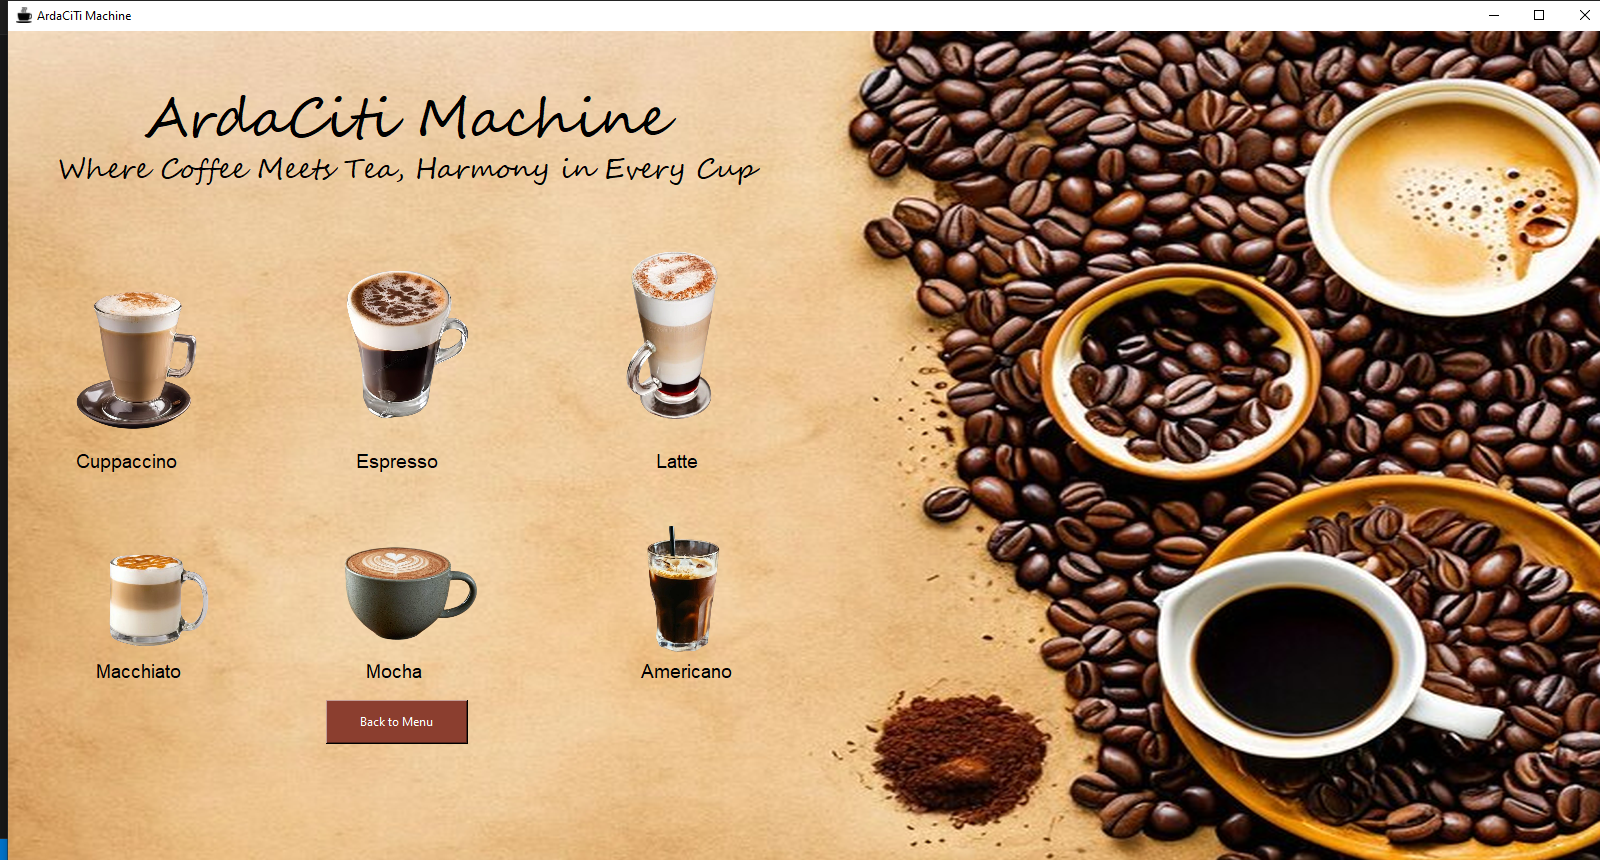 ArdaCiTi Machine
ArdaCiti Machine
Where Coffee Meets Tea, Harmony in Every Cup
Cuppaccino
Espresso
Latte
Macchiato
Mocha
Americano
Back to Menu